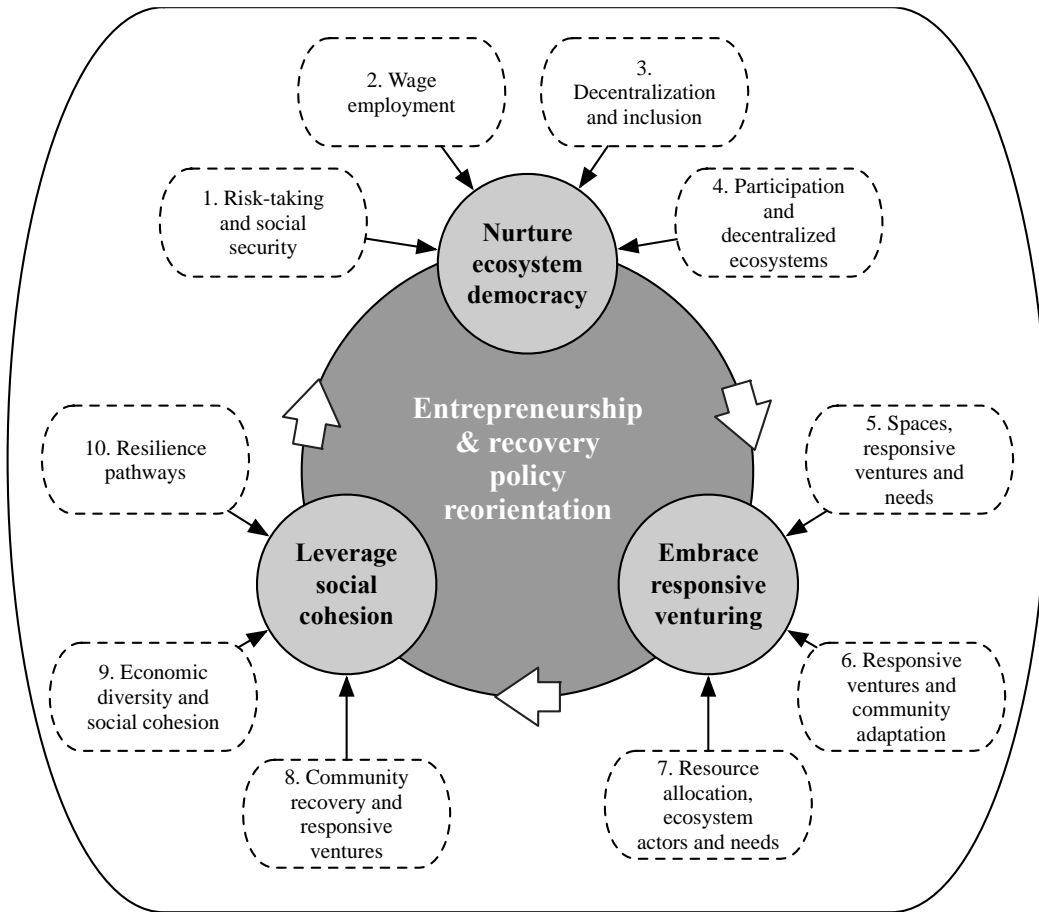 2. Wage
employment
3.
Decentralization
and inclusion
1. Risk-taking
and social
security
4. Participation
and
decentralized
ecosystems
Nurture
ecosystem
democracy
Entrepreneurship
& recovery
policy
reorientation
10. Resilience
pathways
5. Spaces,
responsive
ventures and
needs
Leverage
social
cohesion
Embrace
responsive
venturing
9. Economic
diversity and
social cohesion
6. Responsive
ventures and
community
adaptation
8. Community
recovery and
responsive
ventures
7. Resource
allocation,
ecosystem
actors and needs